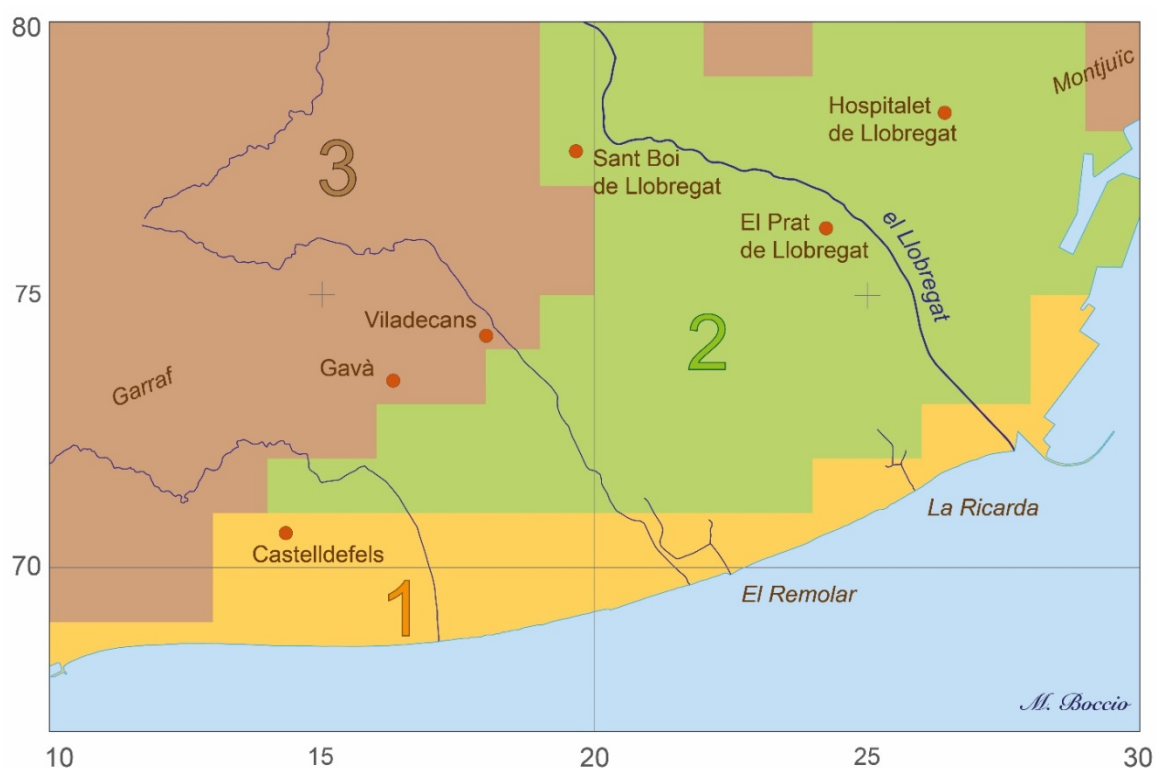 80
Montjuïc
Hospitalet
de Llobregat
3
Sant Boi
de Llobregat
El Prat
de Llobregat
el Llobregat
75
Viladecans
2
Gavà
Garraf
La Ricarda
Castelldefels
70
1
El Remolar
M. Boccio
10
15
20
25
30